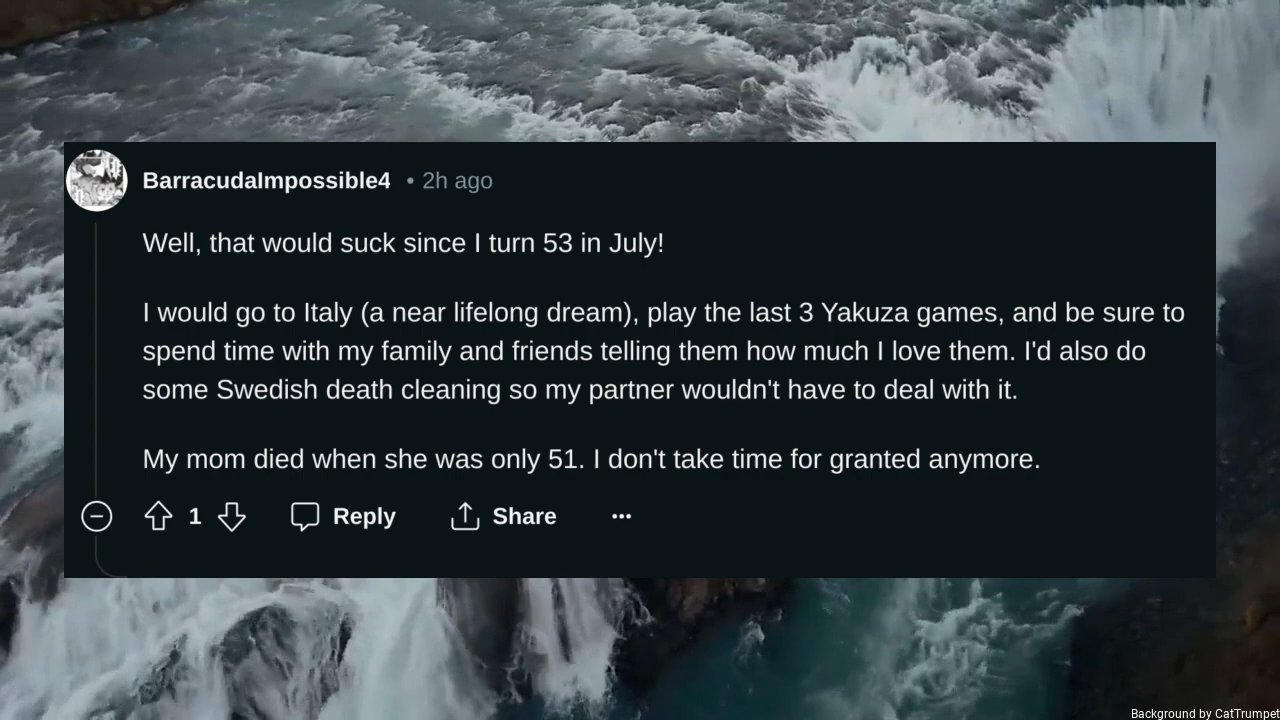 BarracudaImpossible4 • 2h ago
Well, that would suck since I turn 53 in July!
I would go to Italy (a near lifelong dream), play the last 3 Yakuza games, and be sure to
spend time with my family and friends telling them how much I love them. I'd also do
some Swedish death cleaning so my partner wouldn't have to deal with it.
My mom died when she was only 51. I don't take time for granted anymore.
1 Reply Share ...
Background by CatTrumpet